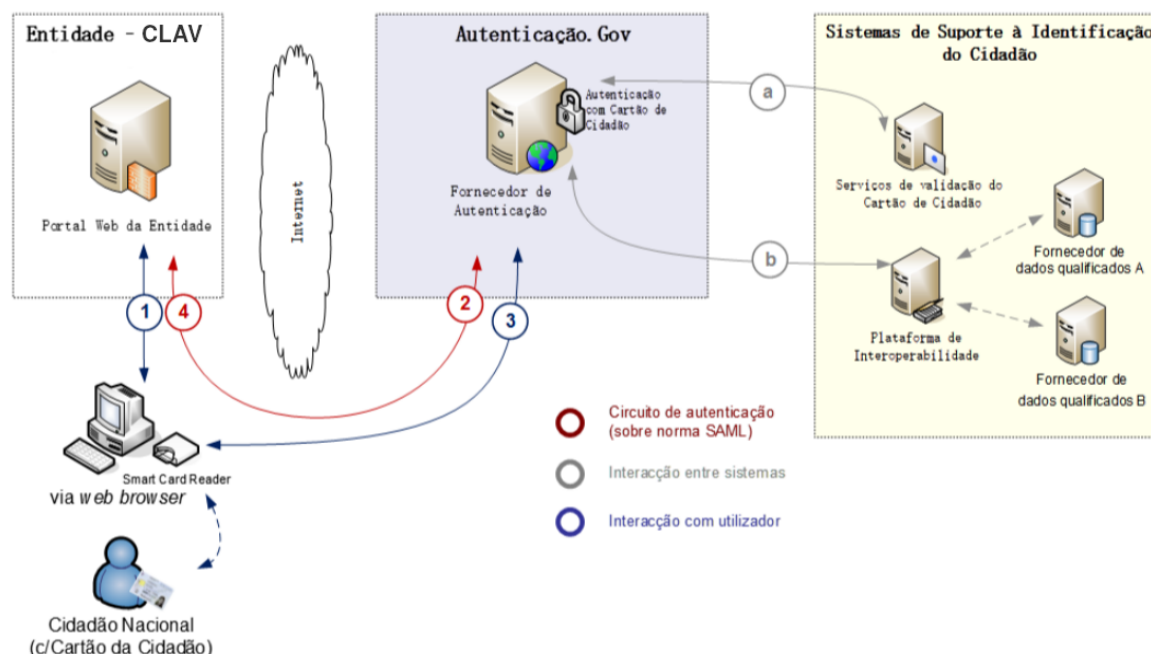 Entidade - CLAV
Portal Web da Entidade
Internet
Autenticação.Gov
Autenticação
com Cartão de
Cidadão
Fornecedor de
Autenticação
Sistemas de Suporte à Identificação
do Cidadão
a
Serviços de validação do
Cartão de Cidadão
Fornecedor de
dados qualificados A
b
Plataforma de
Interoperabilidade
Fornecedor de
dados qualificados B
1
4
2
3
Smart Card Reader
via web browser
Cidadão Nacional
(c/Cartão da Cidadão)
Circuito de autenticação
(sobre norma SAML)
Interacção entre sistemas
Interacção com utilizador